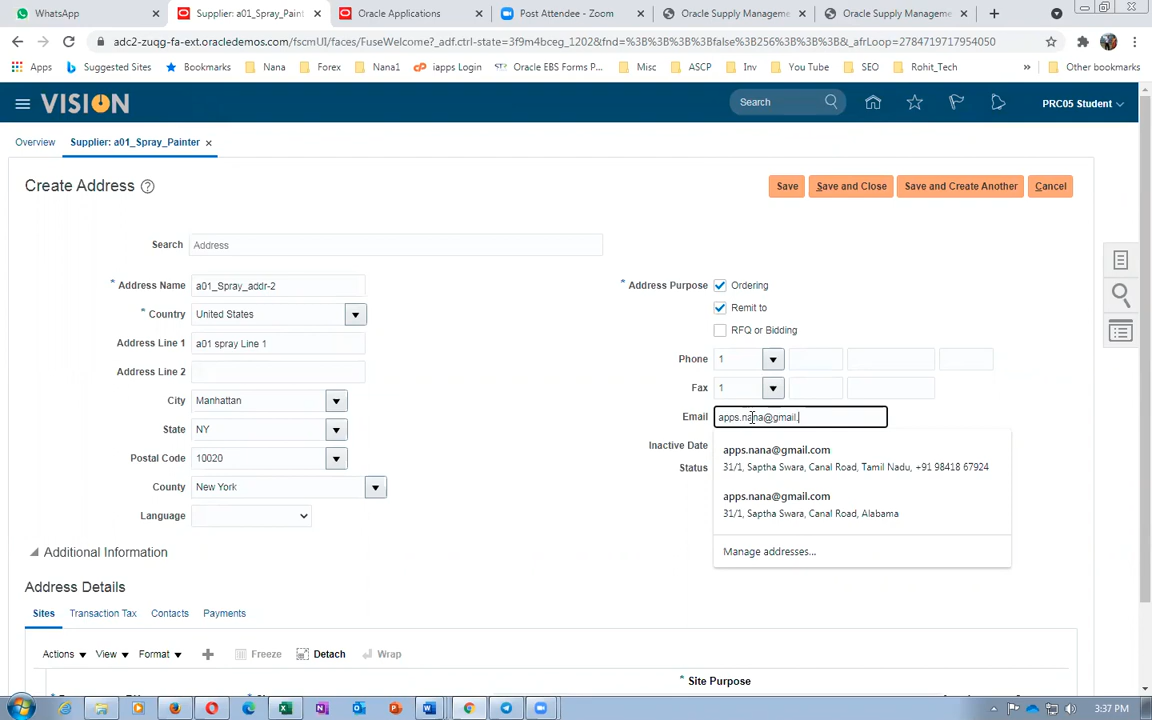 WhatsApp
Supplier: a01_Spray_Paint
Oracle Applications
Post Attendee - Zoom
Oracle Supply Manageme
Oracle Supply Manageme
adc2-zuqg-fa-ext.oracledemos.com/fscmUI/faces/FuseWelcome?_adf.ctrl-state=3f9m4bceg_1202&fnd=%3B%3B%3B%3Bfalse%3B256%3B%3B%3B&_afrLoop=2784719717954050
Apps
Suggested Sites
Bookmarks
Nana
Forex
Nana1
iapps Login
Oracle EBS Forms P...
Misc
ASCP
Inv
You Tube
SEO
Rohit_Tech
»
Other bookmarks
VISION
Search
PRC05 Student
Overview
Supplier: a01_Spray_Painter
Create Address
Save
Save and Close
Save and Create Another
Cancel
Search Address
* Address Name a01_Spray_addr-2
* Country United States
Address Line 1 a01 spray Line 1
Address Line 2
City Manhattan
State NY
Postal Code 10020
County New York
Language
* Address Purpose Ordering
Remit to
RFQ or Bidding
Phone 1
Fax 1
Email apps.nana@gmail.
Inactive Date
Status
apps.nana@gmail.com
31/1, Saptha Swara, Canal Road, Tamil Nadu, +91 98418 67924
apps.nana@gmail.com
31/1, Saptha Swara, Canal Road, Alabama
Manage addresses...
Additional Information
Address Details
Sites
Transaction Tax
Contacts
Payments
Actions
View
Format
Freeze
Detach
Wrap
* Site Purpose
3:37 PM